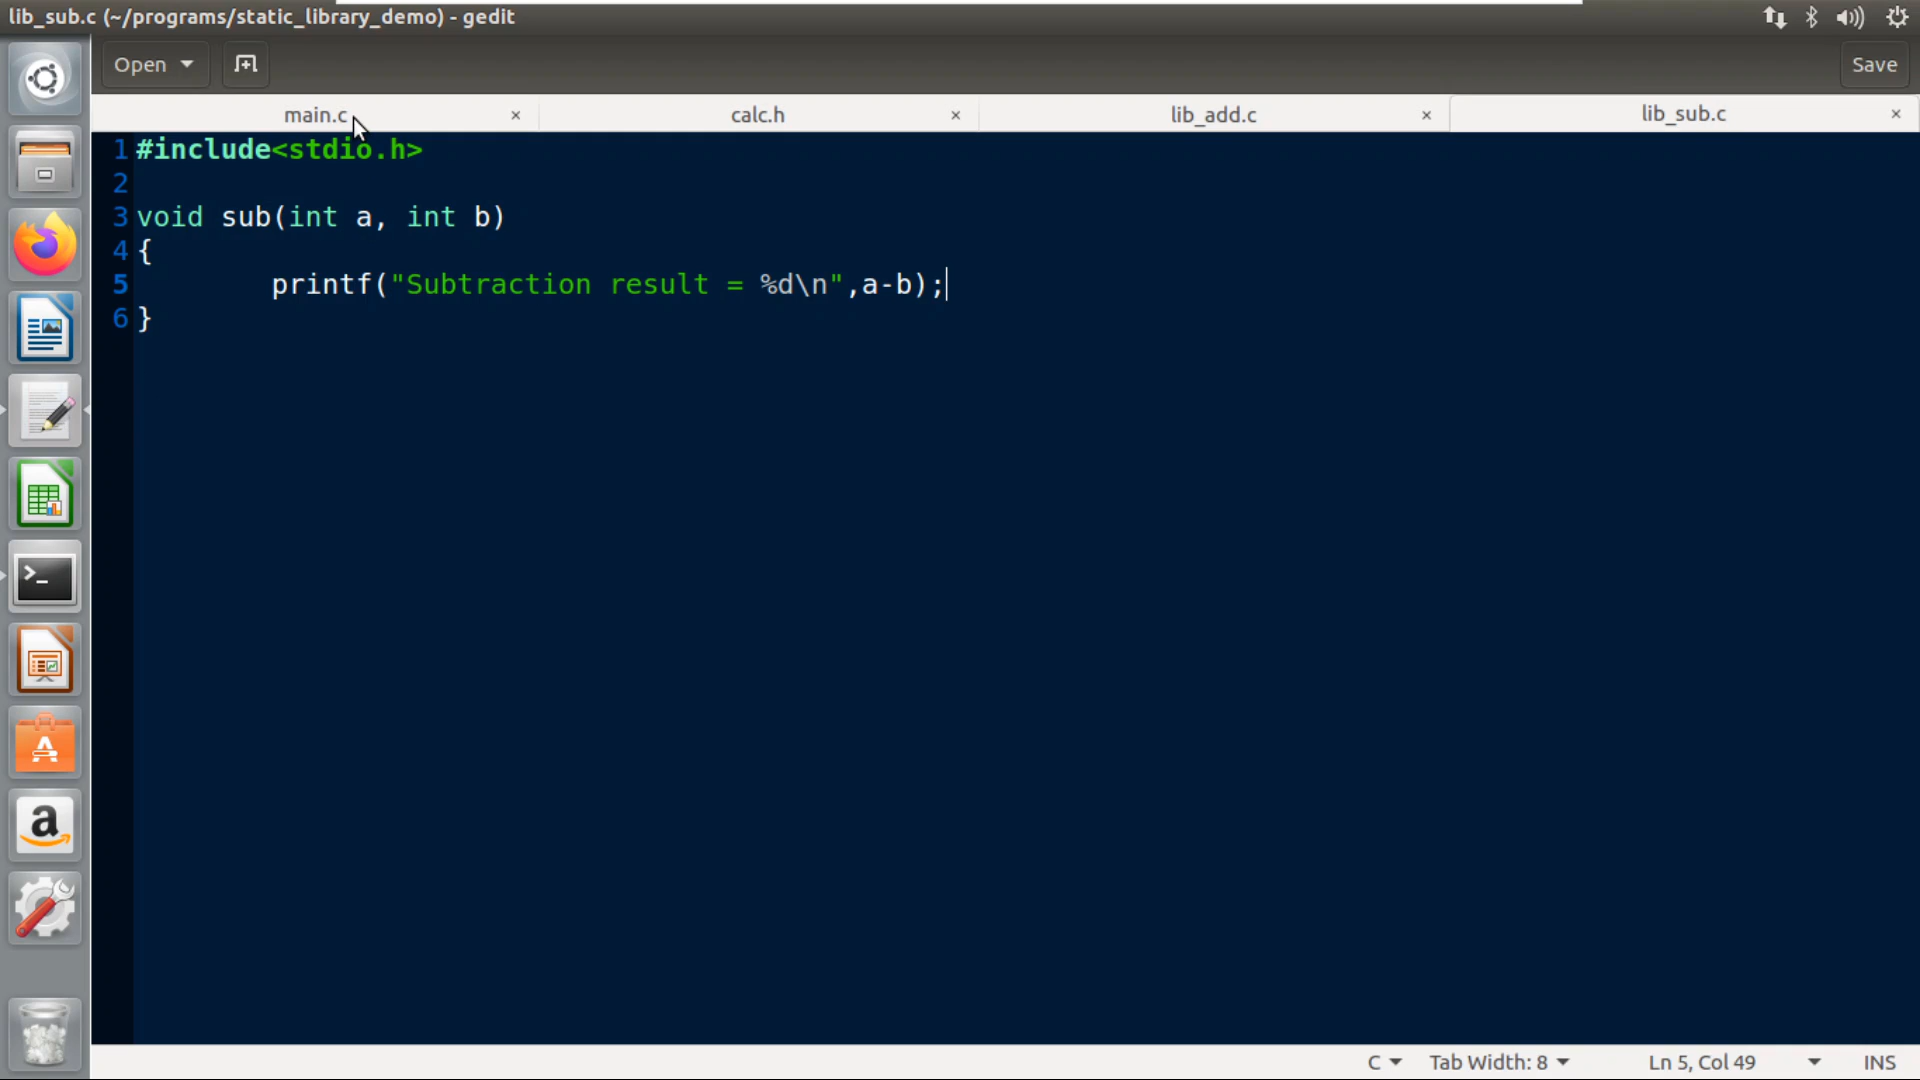 lib_sub.c (~/programs/static_library_demo) - gedit
Open
Save
main.c × calc.h × lib_add.c × lib_sub.c ×
1 #include<stdio.h>
2
3 void sub(int a, int b)
4 {
5 printf("Subtraction result = %d\n",a-b);
6 }
C Tab Width: 8 Ln 5, Col 49 INS